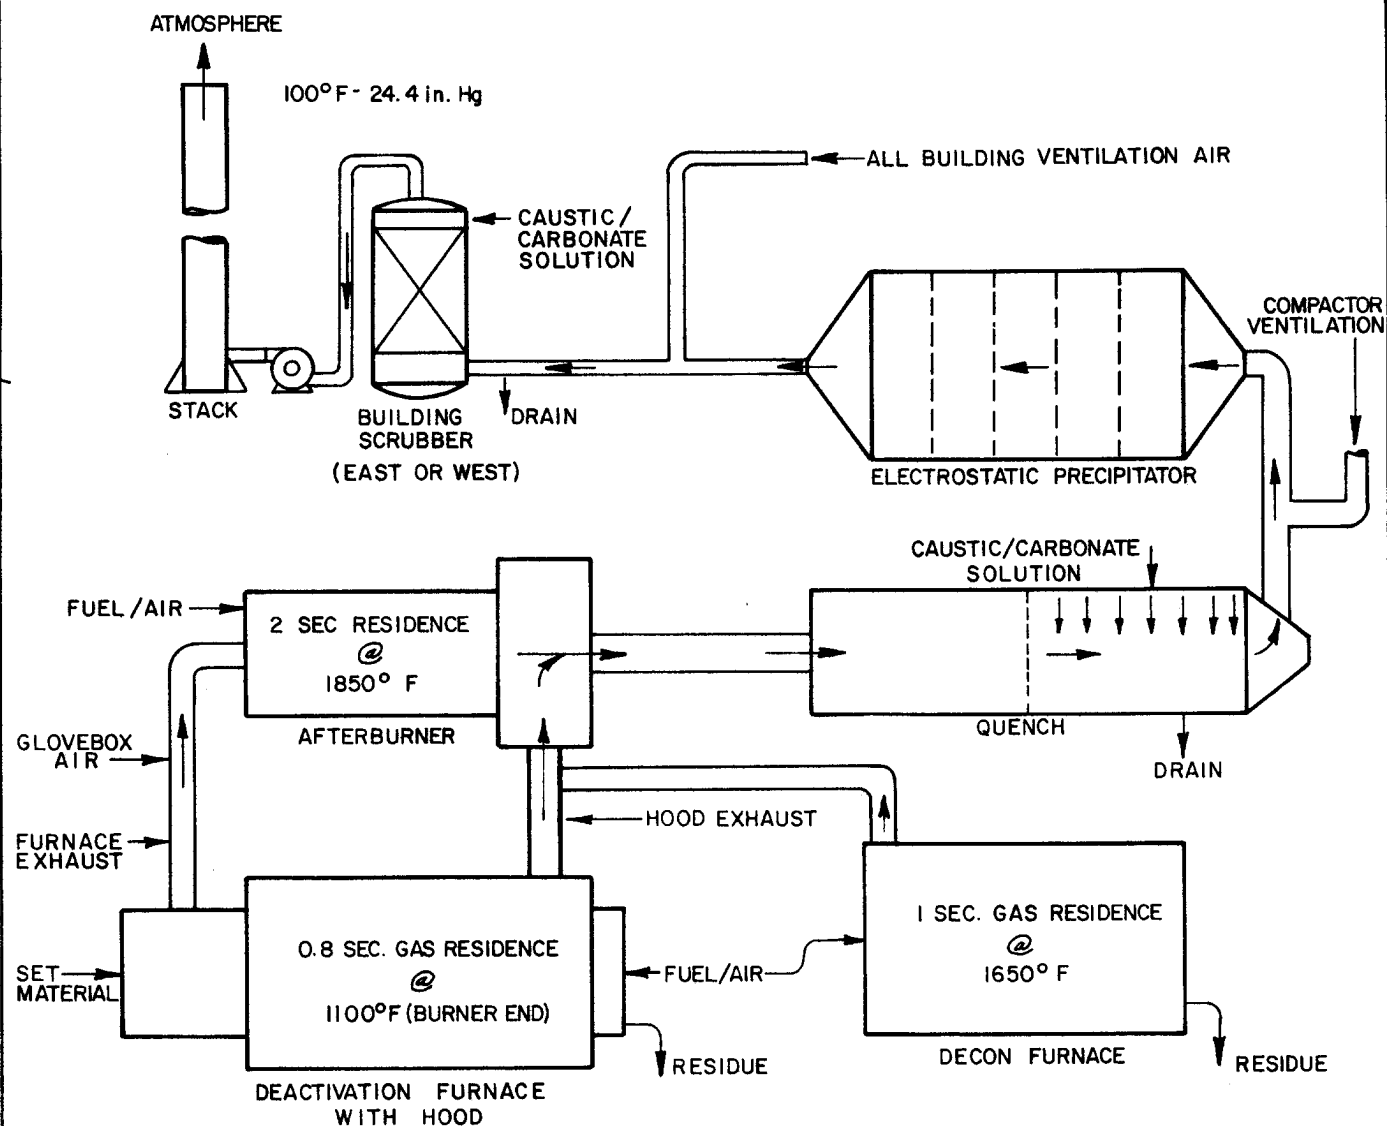 ATMOSPHERE
100°F- 24.4 in. Hg
ALL BUILDING VENTILATION AIR
CAUSTIC/
CARBONATE
SOLUTION
COMPACTOR
VENTILATION
STACK
BUILDING
SCRUBBER
(EAST OR WEST)
DRAIN
ELECTROSTATIC PRECIPITATOR
CAUSTIC/CARBONATE
SOLUTION
FUEL/AIR
2 SEC RESIDENCE
@
1850° F
AFTERBURNER
QUENCH
DRAIN
GLOVEBOX
AIR
HOOD EXHAUST
FURNACE
EXHAUST
1 SEC. GAS RESIDENCE
@
1650° F
0.8 SEC. GAS RESIDENCE
@
1100°F (BURNER END)
SET
MATERIAL
FUEL/AIR
RESIDUE
DECON FURNACE
RESIDUE
DEACTIVATION FURNACE
WITH HOOD